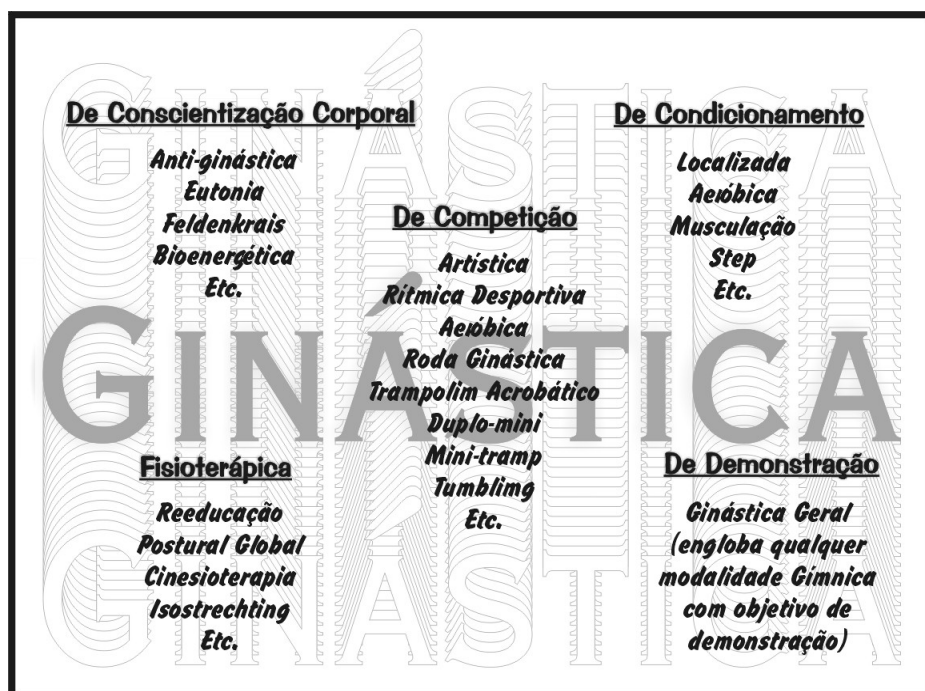 De Conscientização Corporal
Anti-ginástica
Eutonia
Feldenkrais
Bioenergética
Etc.
De Condicionamento
Localizada
Aeróbica
Musculação
Step
Etc.
De Competição
Artística
Rítmica Desportiva
Aeróbica
Roda Ginástica
Trampolim Acrobático
Duplo-mini
Mini-tramp
Tumblimg
Etc.
GINÁSTICA
GINÁSTICA
GINÁSTICA
Fisioterápica
Reeducação
Postural Global
Cinesioterapia
Isostrechting
Etc.
De Demonstração
Ginástica Geral
(engloba qualquer
modalidade Gímnica
com objetivo de
demonstração)